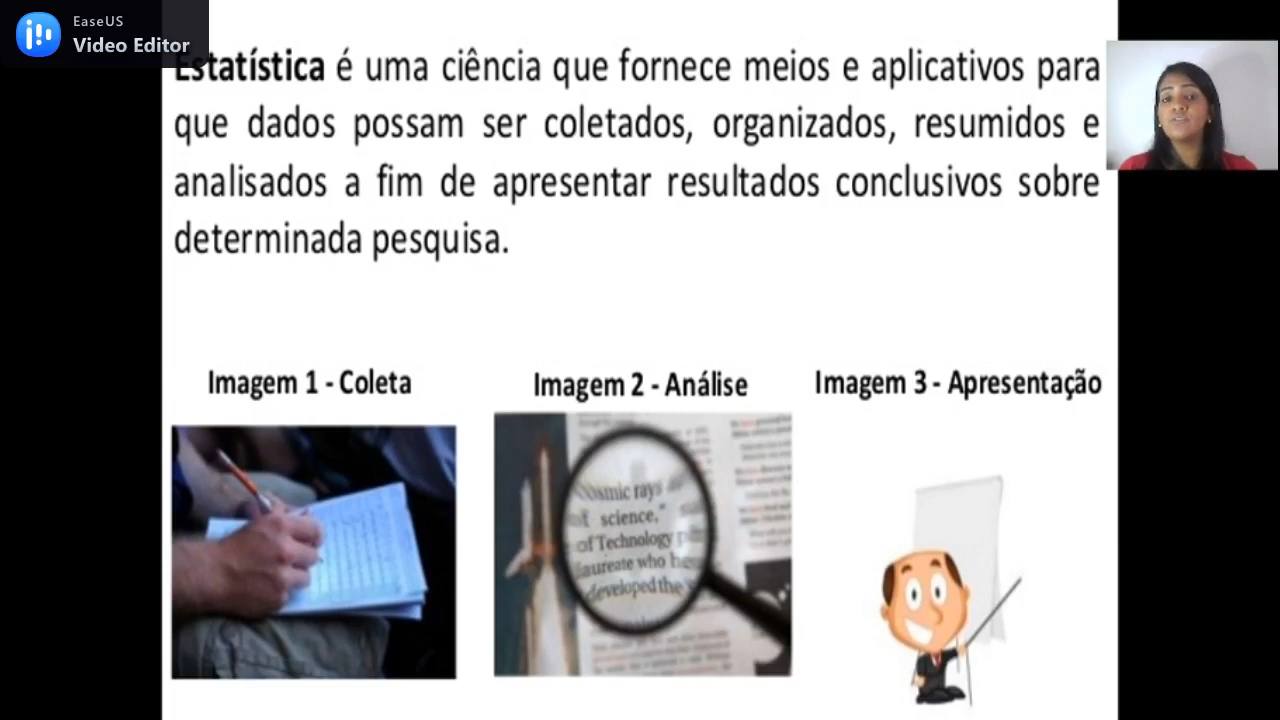 EaseUS
Video Editor
Estatística é uma ciência que fornece meios e aplicativos para
que dados possam ser coletados, organizados, resumidos e
analisados a fim de apresentar resultados conclusivos sobre
determinada pesquisa.
Imagem 1 - Coleta
Imagem 2 - Análise
Imagem 3 - Apresentação
osmic rays
of science."
of Technology
laureate who
developed the